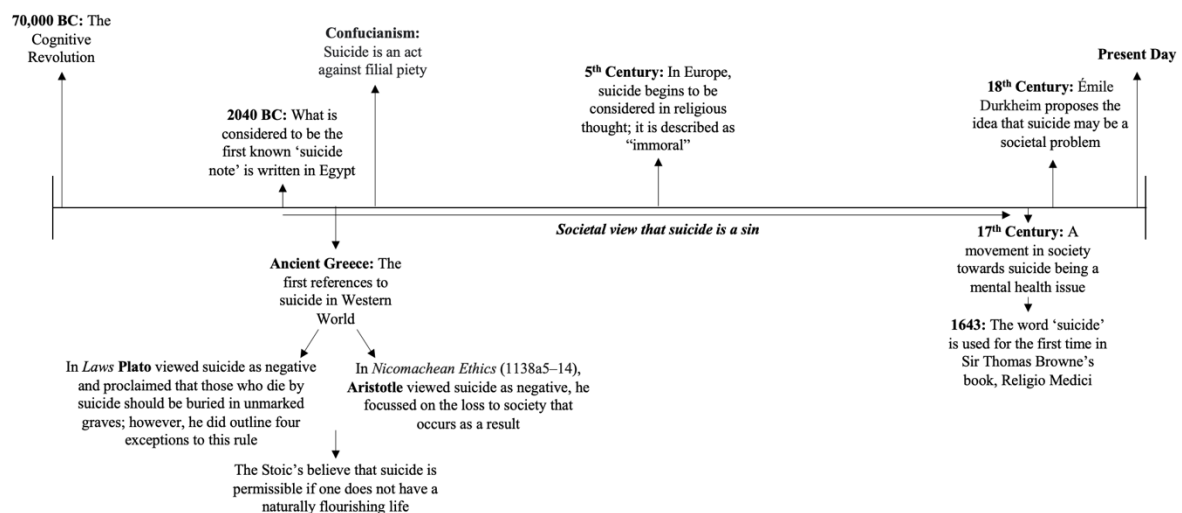 70,000 BC: The
Cognitive
Revolution
2040 BC: What is
considered to be the
first known ‘suicide
note’ is written in Egypt
Confucianism:
Suicide is an act
against filial piety
5th Century: In Europe,
suicide begins to be
considered in religious
thought; it is described as
“immoral”
18th Century: Émile
Durkheim proposes the
idea that suicide may be a
societal problem
Present Day
Societal view that suicide is a sin
Ancient Greece: The
first references to
suicide in Western
World
In Laws Plato viewed suicide as negative
and proclaimed that those who die by
suicide should be buried in unmarked
graves; however, he did outline four
exceptions to this rule
In Nicomachean Ethics (1138a5–14),
Aristotle viewed suicide as negative, he
focussed on the loss to society that
occurs as a result
The Stoic’s believe that suicide is
permissible if one does not have a
naturally flourishing life
17th Century: A
movement in society
towards suicide being a
mental health issue
1643: The word ‘suicide’
is used for the first time in
Sir Thomas Browne’s
book, Religio Medici